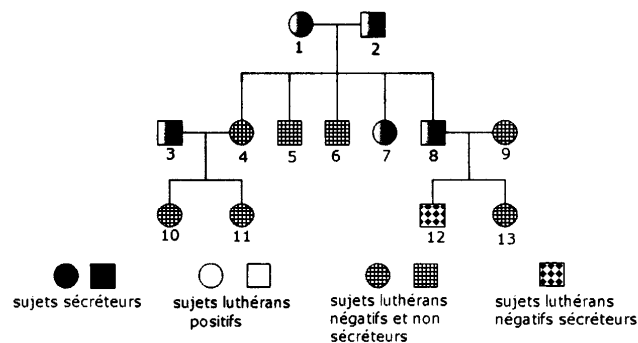 1
2
3
4
5
6
7
8
9
10
11
12
13
sujets sécréteurs
sujets luthérans
positifs
sujets luthérans
négatifs et non
sécréteurs
sujets luthérans
négatifs sécréteurs